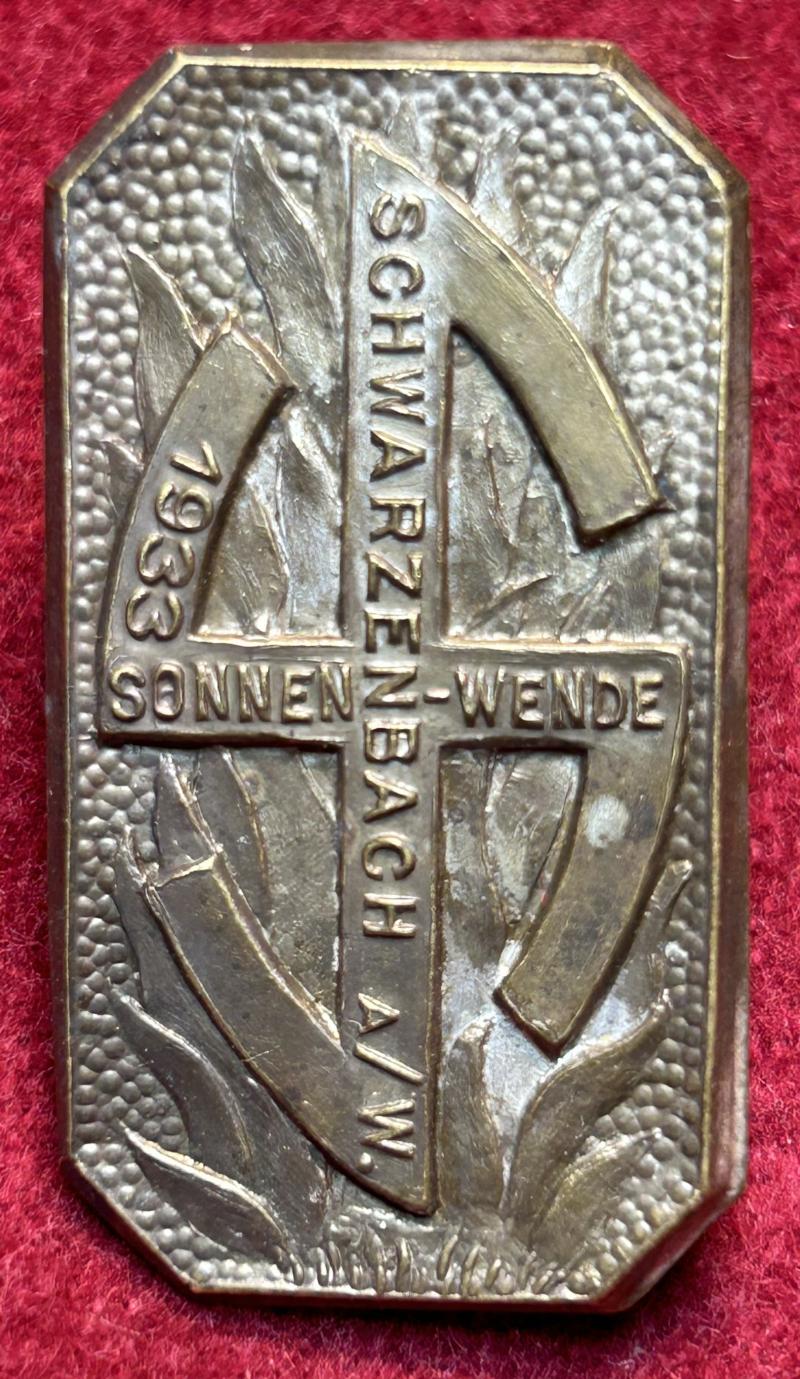 SCHWARZENBACH A/W.
1933
SONNEN-WENDE